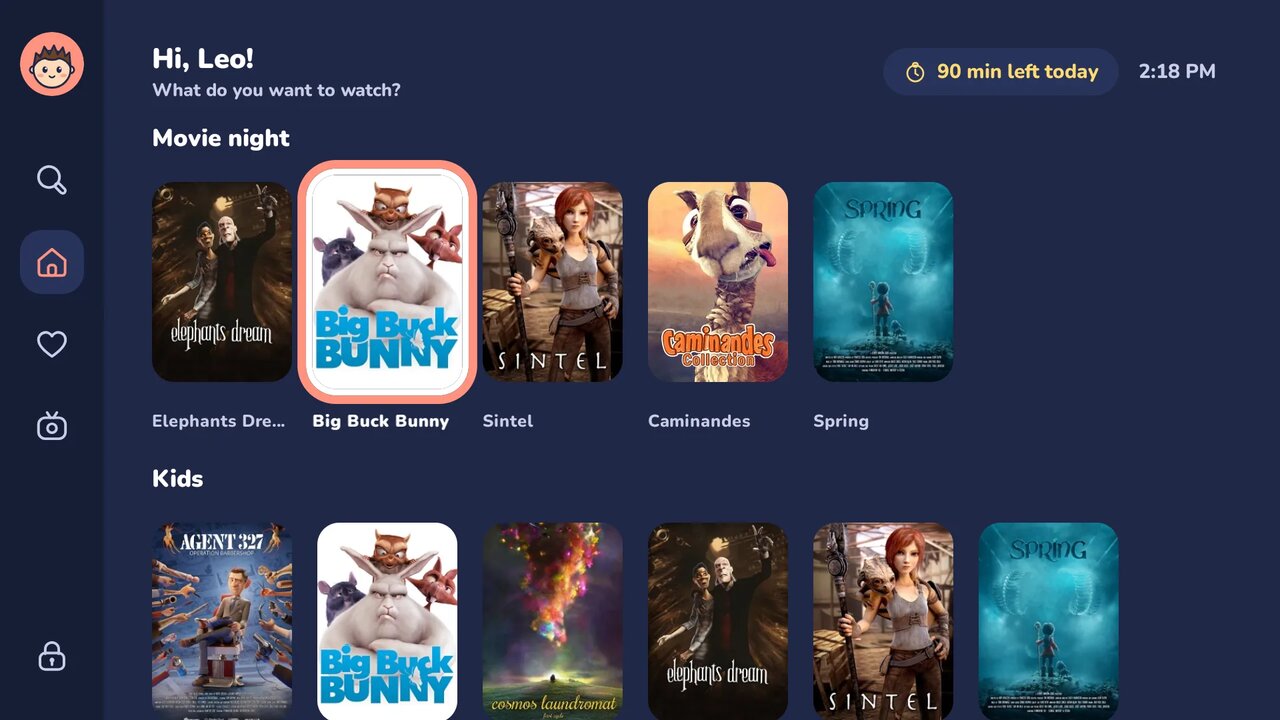 Hi, Leo!
What do you want to watch?
90 min left today
2:18 PM
Movie night
elephants dream
Big Buck
BUNNY
SINTEL
Caminandes
Collection
SPRING
Elephants Dre...
Big Buck Bunny
Sintel
Caminandes
Spring
Kids
AGENT 327
OPERATION BARBERSHOP
Big Buck
BUNNY
cosmos laundromat
elephants dream
SINTEL
SPRING